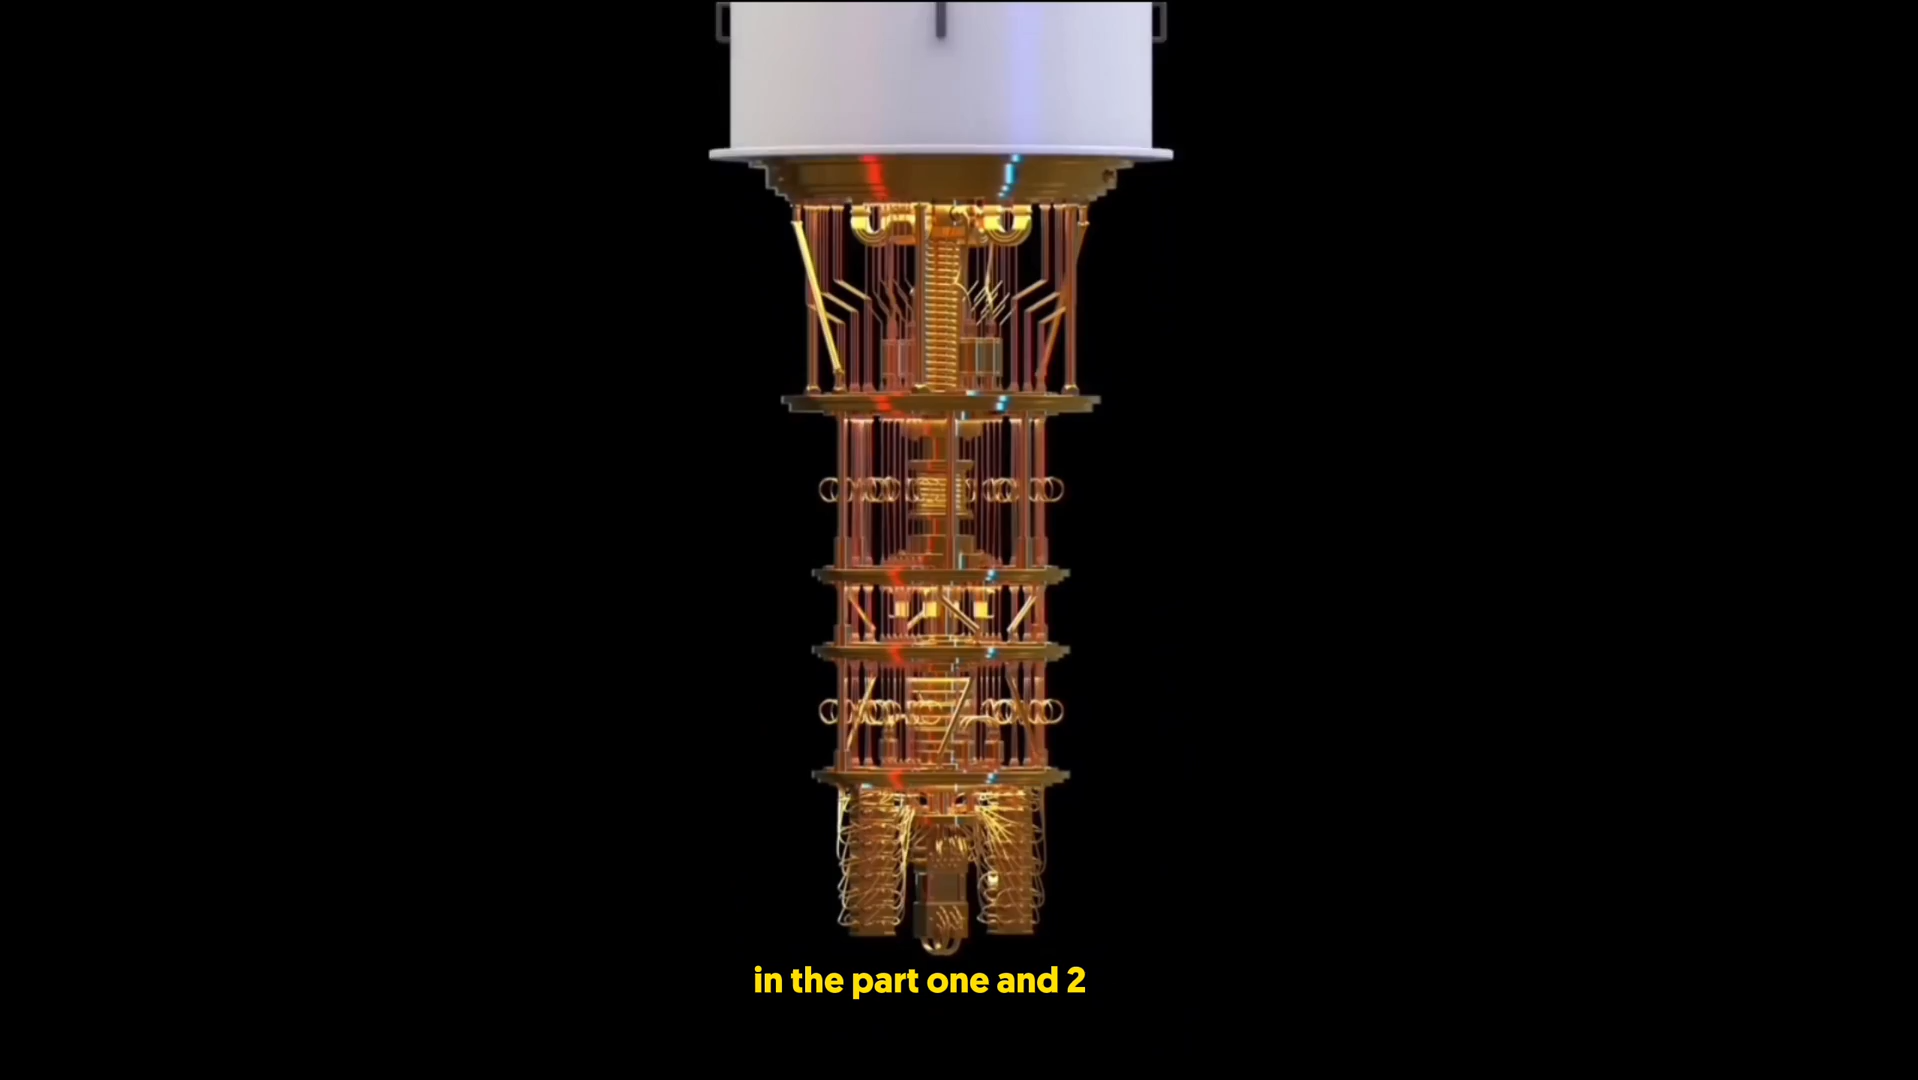 in the part one and 2